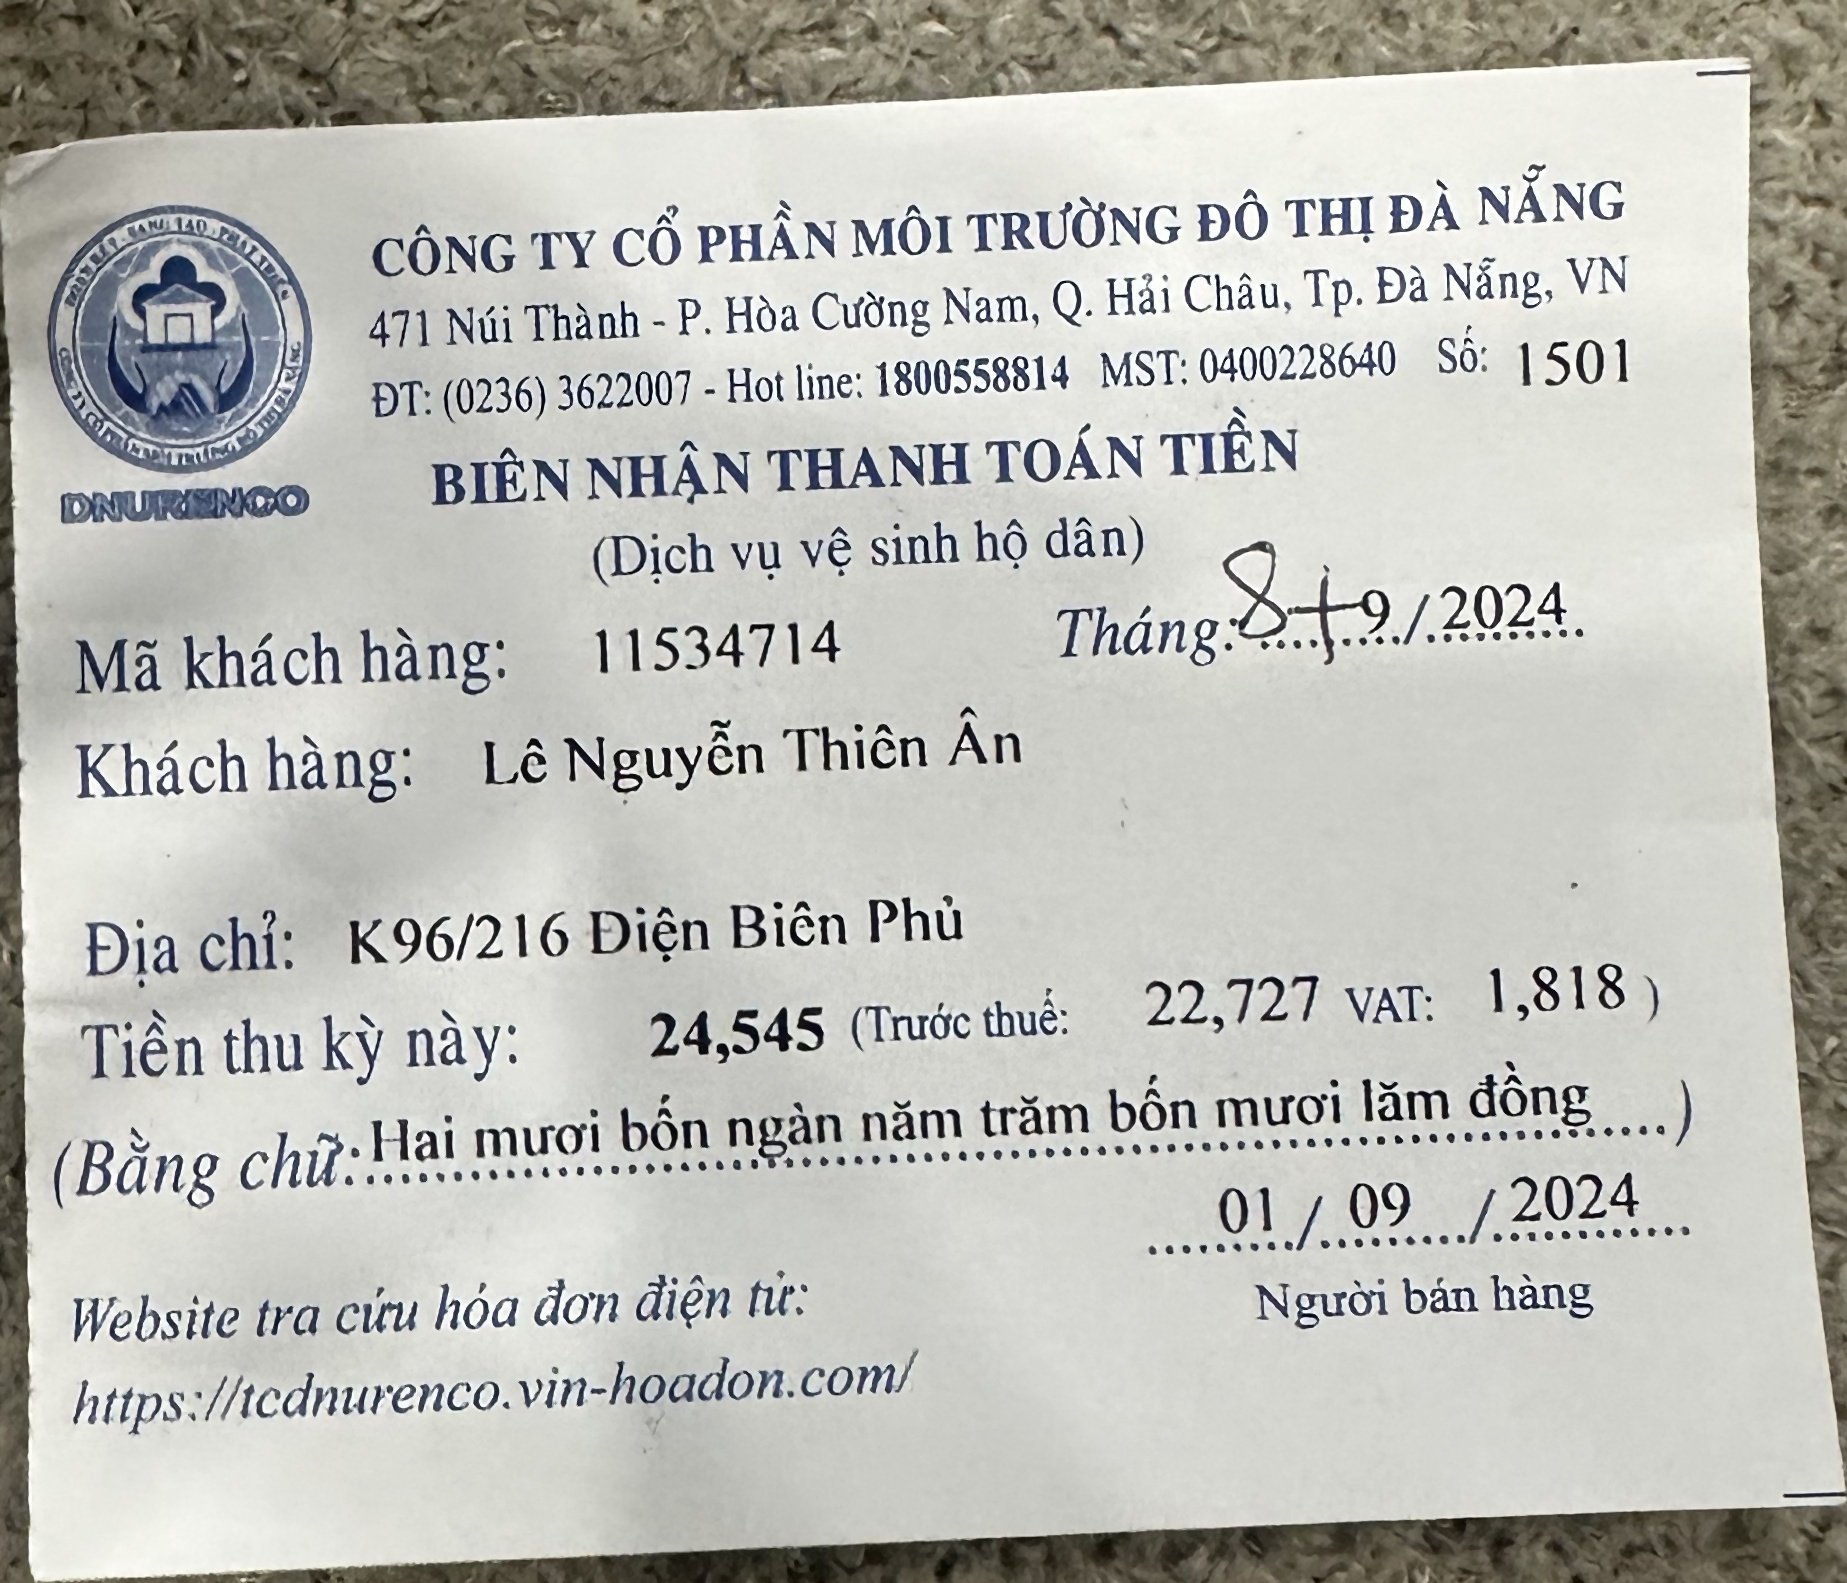 CÔNG TY CỔ PHẦN MÔI TRƯỜNG ĐÔ THỊ ĐÀ NẴNG
471 Núi Thành - P. Hòa Cường Nam, Q. Hải Châu, Tp. Đà Nẵng, VN
ĐT: (0236) 3622007 - Hot line: 1800558814 MST: 0400228640 Số: 1501
DNURENCO
BIÊN NHẬN THANH TOÁN TIỀN
(Dịch vụ vệ sinh hộ dân)
Mã khách hàng: 11534714 Tháng: 8+9/2024
Khách hàng: Lê Nguyễn Thiên Ân
Địa chỉ: K96/216 Điện Biên Phủ
Tiền thu kỳ này: 24,545 (Trước thuế: 22,727 VAT: 1,818 )
(Bằng chữ: Hai mươi bốn ngàn năm trăm bốn mươi lăm đồng.....)
01 / 09 / 2024
Người bán hàng
Website tra cứu hóa đơn điện tử:
https://tcdnurenco.vin-hoadon.com/